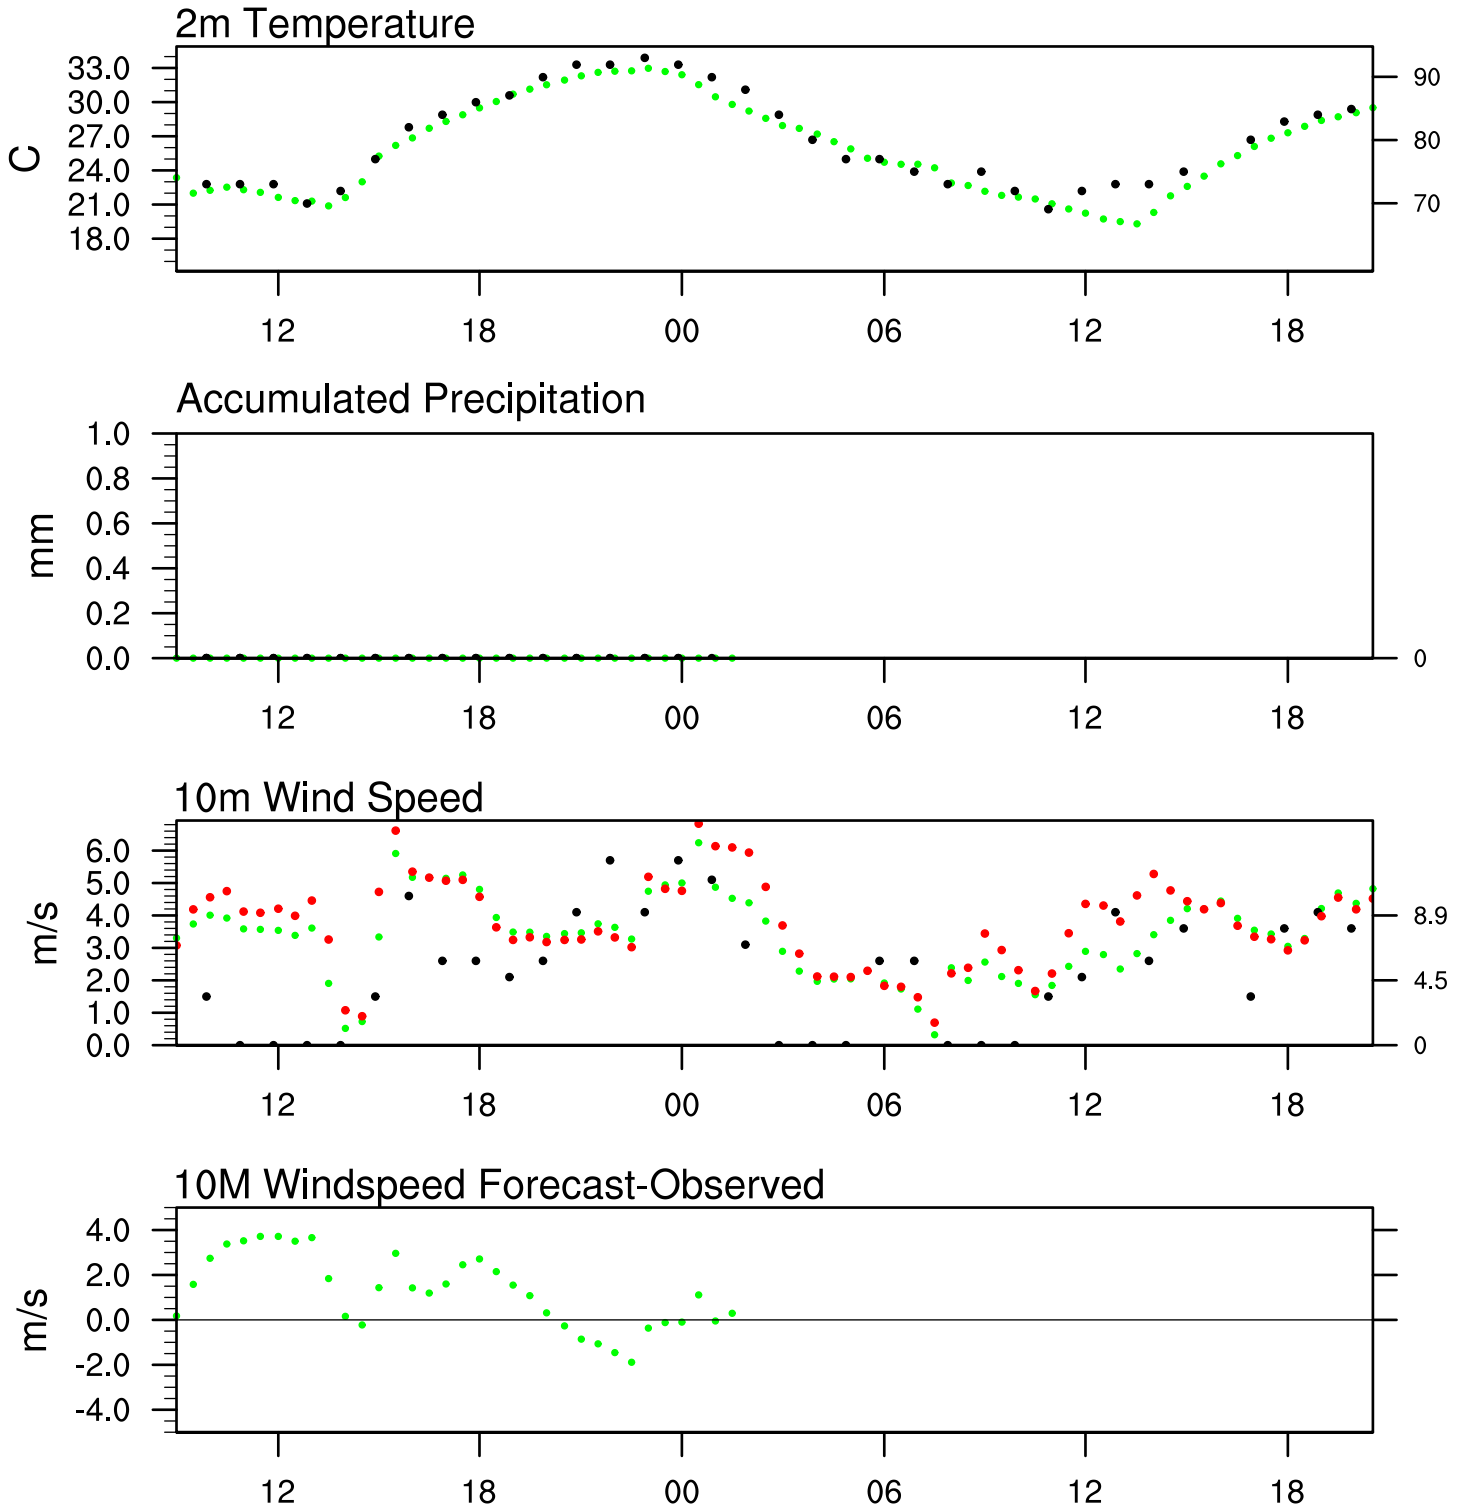 2m Temperature
33.0
30.0
27.0
24.0
21.0
18.0
C
90
80
70
12 18 00 06 12 18
Accumulated Precipitation
1.0
0.8
0.6
0.4
0.2
0.0
mm
0
12 18 00 06 12 18
10m Wind Speed
6.0
5.0
4.0
3.0
2.0
1.0
0.0
m/s
8.9
4.5
0
12 18 00 06 12 18
10M Windspeed Forecast-Observed
4.0
2.0
0.0
-2.0
-4.0
m/s
12 18 00 06 12 18